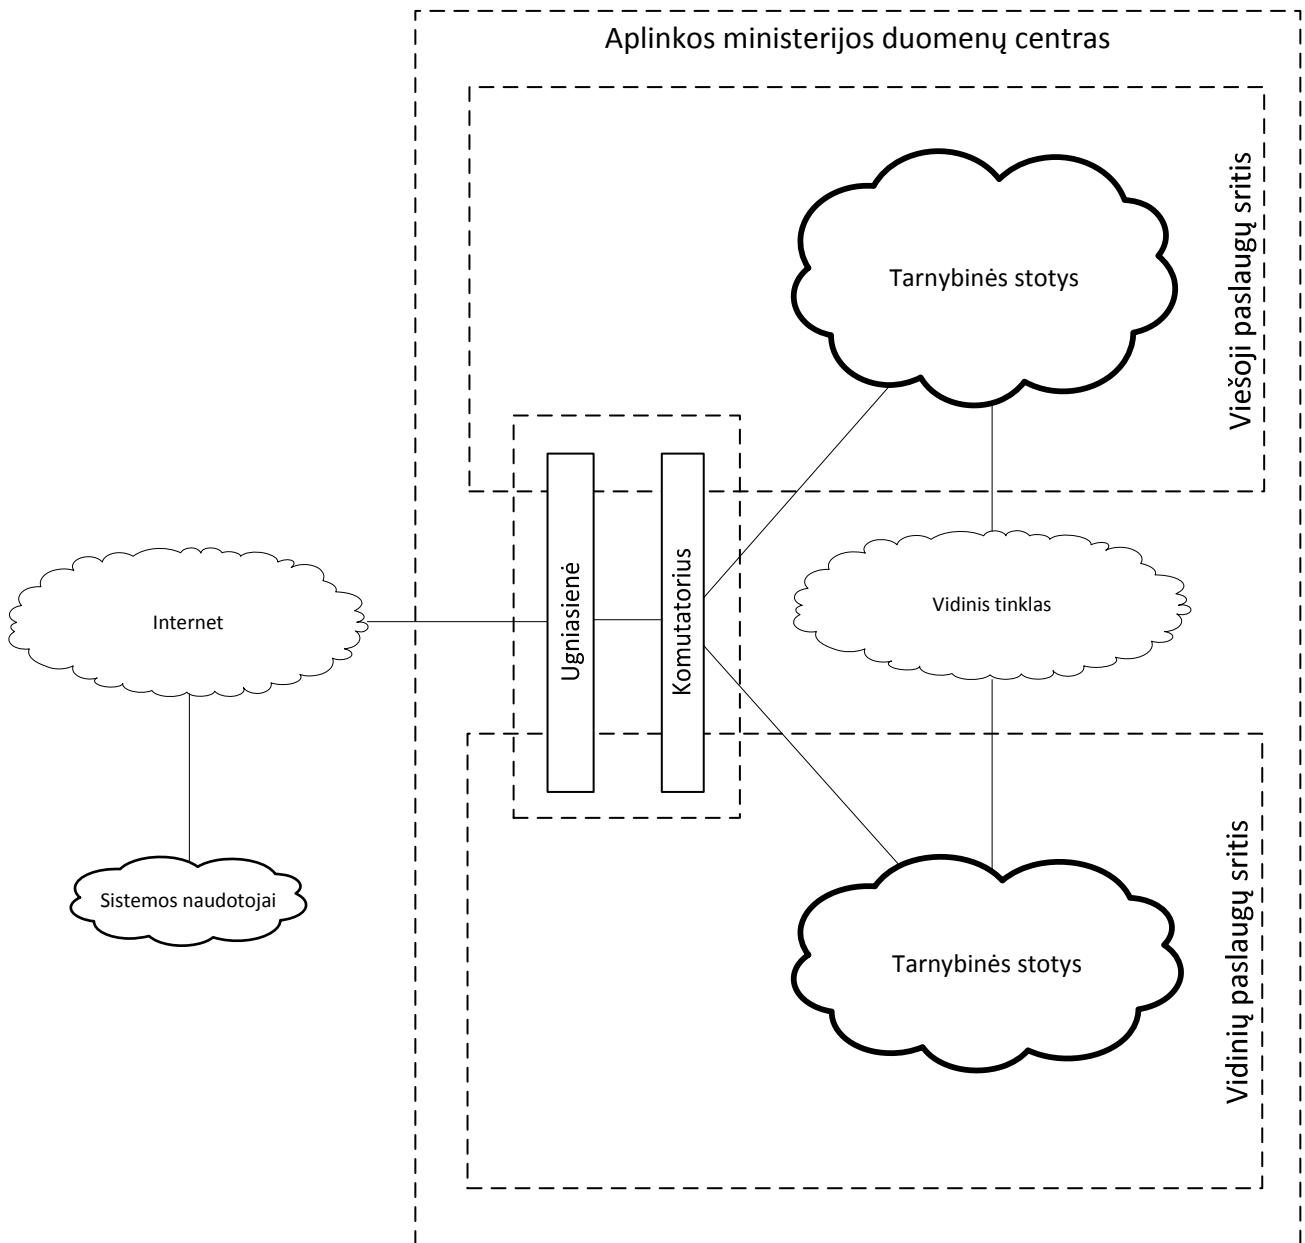 Aplinkos ministerijos duomenų centras
Viešoji paslaugų sritis
Tarnybinės stotys
Ugniasienė
Komutatorius
Vidinis tinklas
Internet
Sistemos naudotojai
Tarnybinės stotys
Vidinių paslaugų sritis